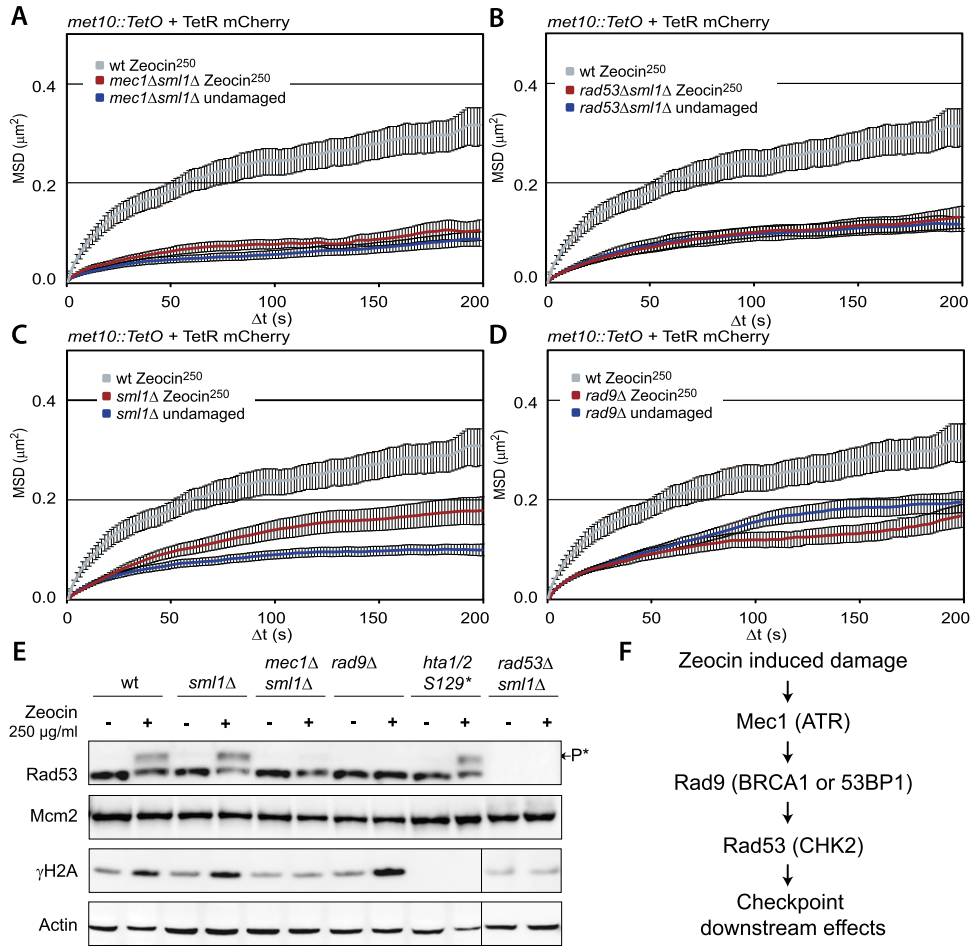 A
met10::TetO + TetR mCherry
wt Zeocin250
mec1Δsml1Δ Zeocin250
mec1Δsml1Δ undamaged
MSD (μm2)
0.4
0.2
0.0
0 50 100 150 200
Δt (s)
B
met10::TetO + TetR mCherry
wt Zeocin250
rad53Δsml1Δ Zeocin250
rad53Δsml1Δ undamaged
MSD (μm2)
0.4
0.2
0.0
0 50 100 150 200
Δt (s)
C
met10::TetO + TetR mCherry
wt Zeocin250
sml1Δ Zeocin250
sml1Δ undamaged
MSD (μm2)
0.4
0.2
0.0
0 50 100 150 200
Δt (s)
D
met10::TetO + TetR mCherry
wt Zeocin250
rad9Δ Zeocin250
rad9Δ undamaged
MSD (μm2)
0.4
0.2
0.0
0 50 100 150 200
Δt (s)
E
mec1Δ rad9Δ hta1/2 rad53Δ
wt sml1Δ sml1Δ S129* sml1Δ
Zeocin - + - + - + - + - + - +
250 μg/ml
←P*
Rad53
Mcm2
γH2A
Actin
F
Zeocin induced damage
Mec1 (ATR)
Rad9 (BRCA1 or 53BP1)
Rad53 (CHK2)
Checkpoint
downstream effects